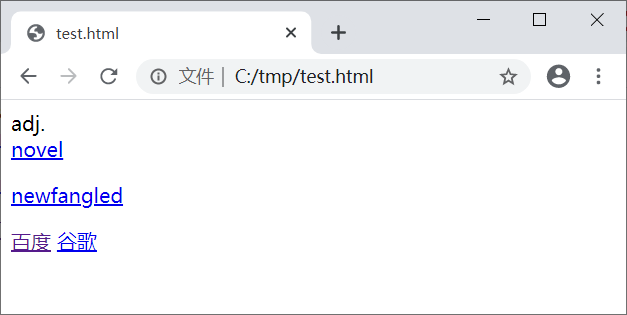 test.html
文件 | C:/tmp/test.html
adj.
novel
newfangled
百度 谷歌